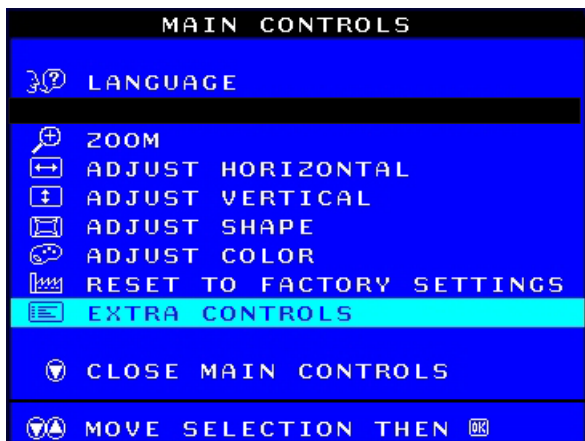 MAIN CONTROLS
LANGUAGE
ZOOM
ADJUST HORIZONTAL
ADJUST VERTICAL
ADJUST SHAPE
ADJUST COLOR
RESET TO FACTORY SETTINGS
EXTRA CONTROLS
CLOSE MAIN CONTROLS
MOVE SELECTION THEN OK